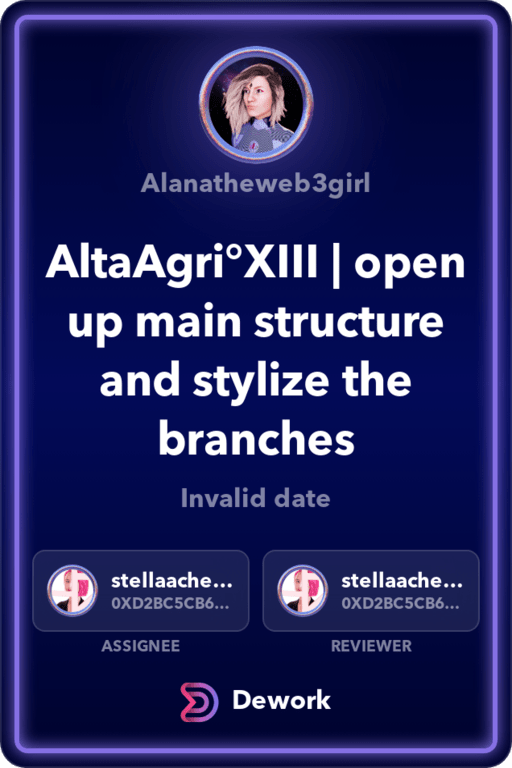 Alanatheweb3girl
AltaAgri°XIII | open
up main structure
and stylize the
branches
Invalid date
stellaache... stellaache...
0XD2BC5CB6... 0XD2BC5CB6...
ASSIGNEE REVIEWER
Dework